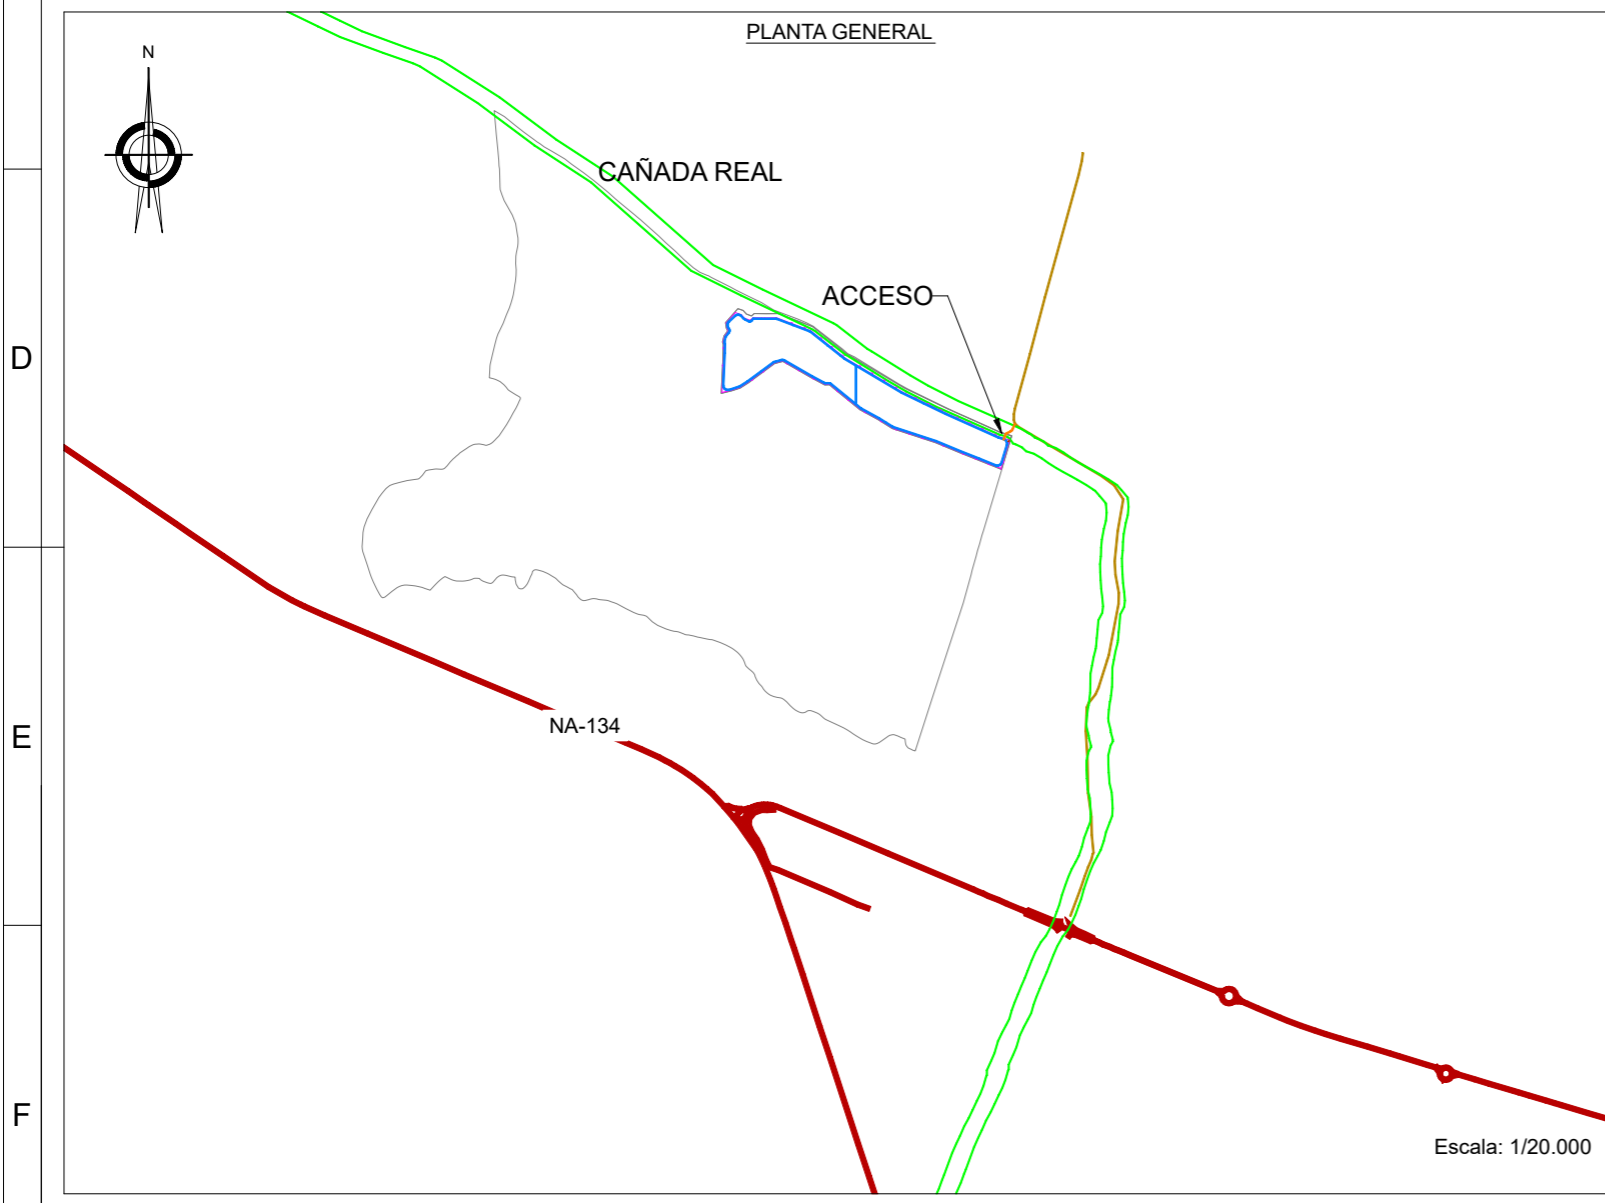 PLANTA GENERAL
N
CAÑADA REAL
ACCESO
D
NA-134
E
F
Escala: 1/20.000